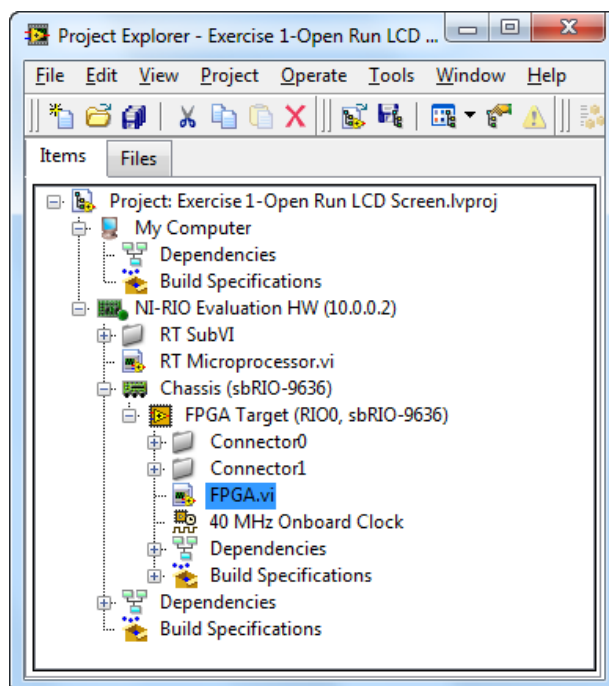 Project Explorer - Exercise 1-Open Run LCD ...
File Edit View Project Operate Tools Window Help
Items Files
Project: Exercise 1-Open Run LCD Screen.lvproj
My Computer
Dependencies
Build Specifications
NI-RIO Evaluation HW (10.0.0.2)
RT SubVI
RT Microprocessor.vi
Chassis (sbRIO-9636)
FPGA Target (RIO0, sbRIO-9636)
Connector0
Connector1
FPGA.vi
40 MHz Onboard Clock
Dependencies
Build Specifications
Dependencies
Build Specifications